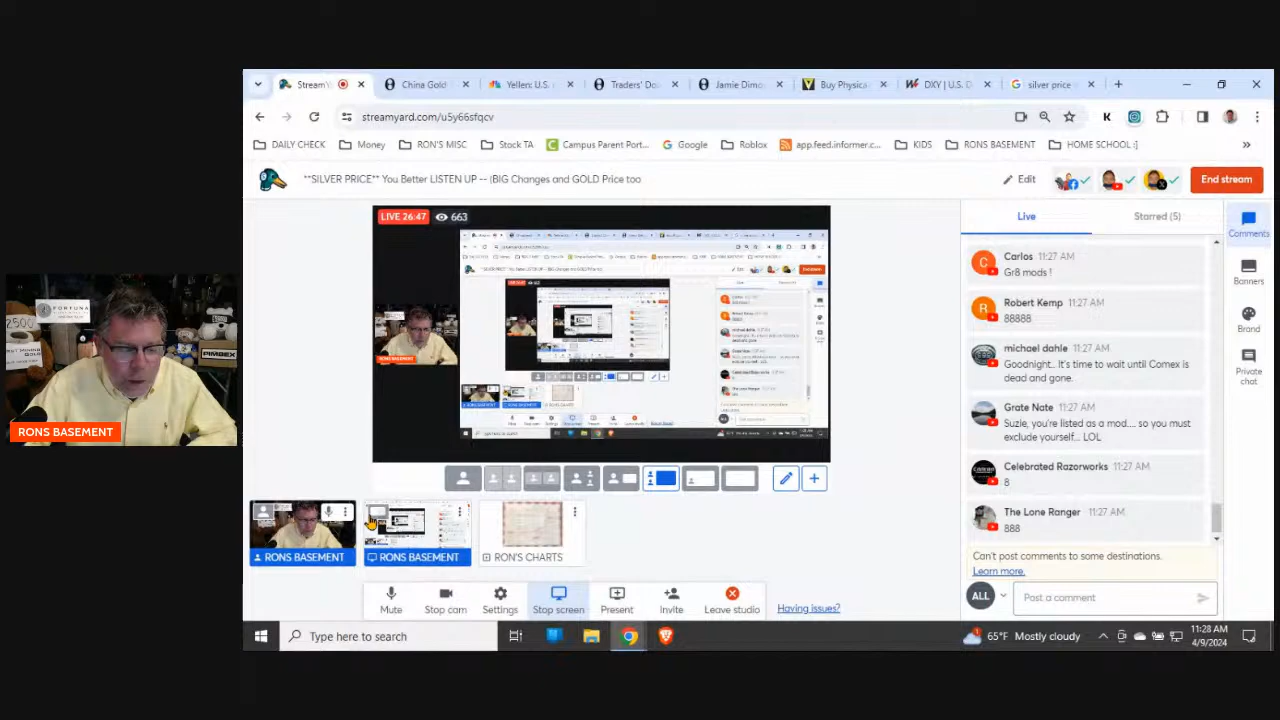 StreamY
China Gold
Yellen: U.S.
Traders' Do
Jamie Dimo
Buy Physica
DXY | U.S. D
silver price
streamyard.com/u5y66sfqcv
DAILY CHECK
Money
RON'S MISC
Stock TA
Campus Parent Port...
Google
Roblox
app.feed.informer.c...
KIDS
RONS BASEMENT
HOME SCHOOL :]
**SILVER PRICE** You Better LISTEN UP -- |BIG Changes and GOLD Price too
Edit
End stream
LIVE 26:47
663
Live
Starred (5)
Comments
Banners
Brand
Private
chat
Carlos 11:27 AM
Gr8 mods !
Robert Kemp 11:27 AM
88888
michael dahle 11:27 AM
Goodnight.. It's time to wait until Comex is
dead and gone.
Grate Nate 11:27 AM
Suzie, you're listed as a mod.... so you must
exclude yourself... LOL
Celebrated Razorworks 11:27 AM
8
The Lone Ranger 11:27 AM
888
Can't post comments to some destinations.
Learn more.
ALL
Post a comment
FORTUNA
PIMBEX
RONS BASEMENT
RONS BASEMENT
RONS BASEMENT
RON'S CHARTS
Mute
Stop cam
Settings
Stop screen
Present
Invite
Leave studio
Having issues?
Type here to search
65°F Mostly cloudy
11:28 AM
4/9/2024